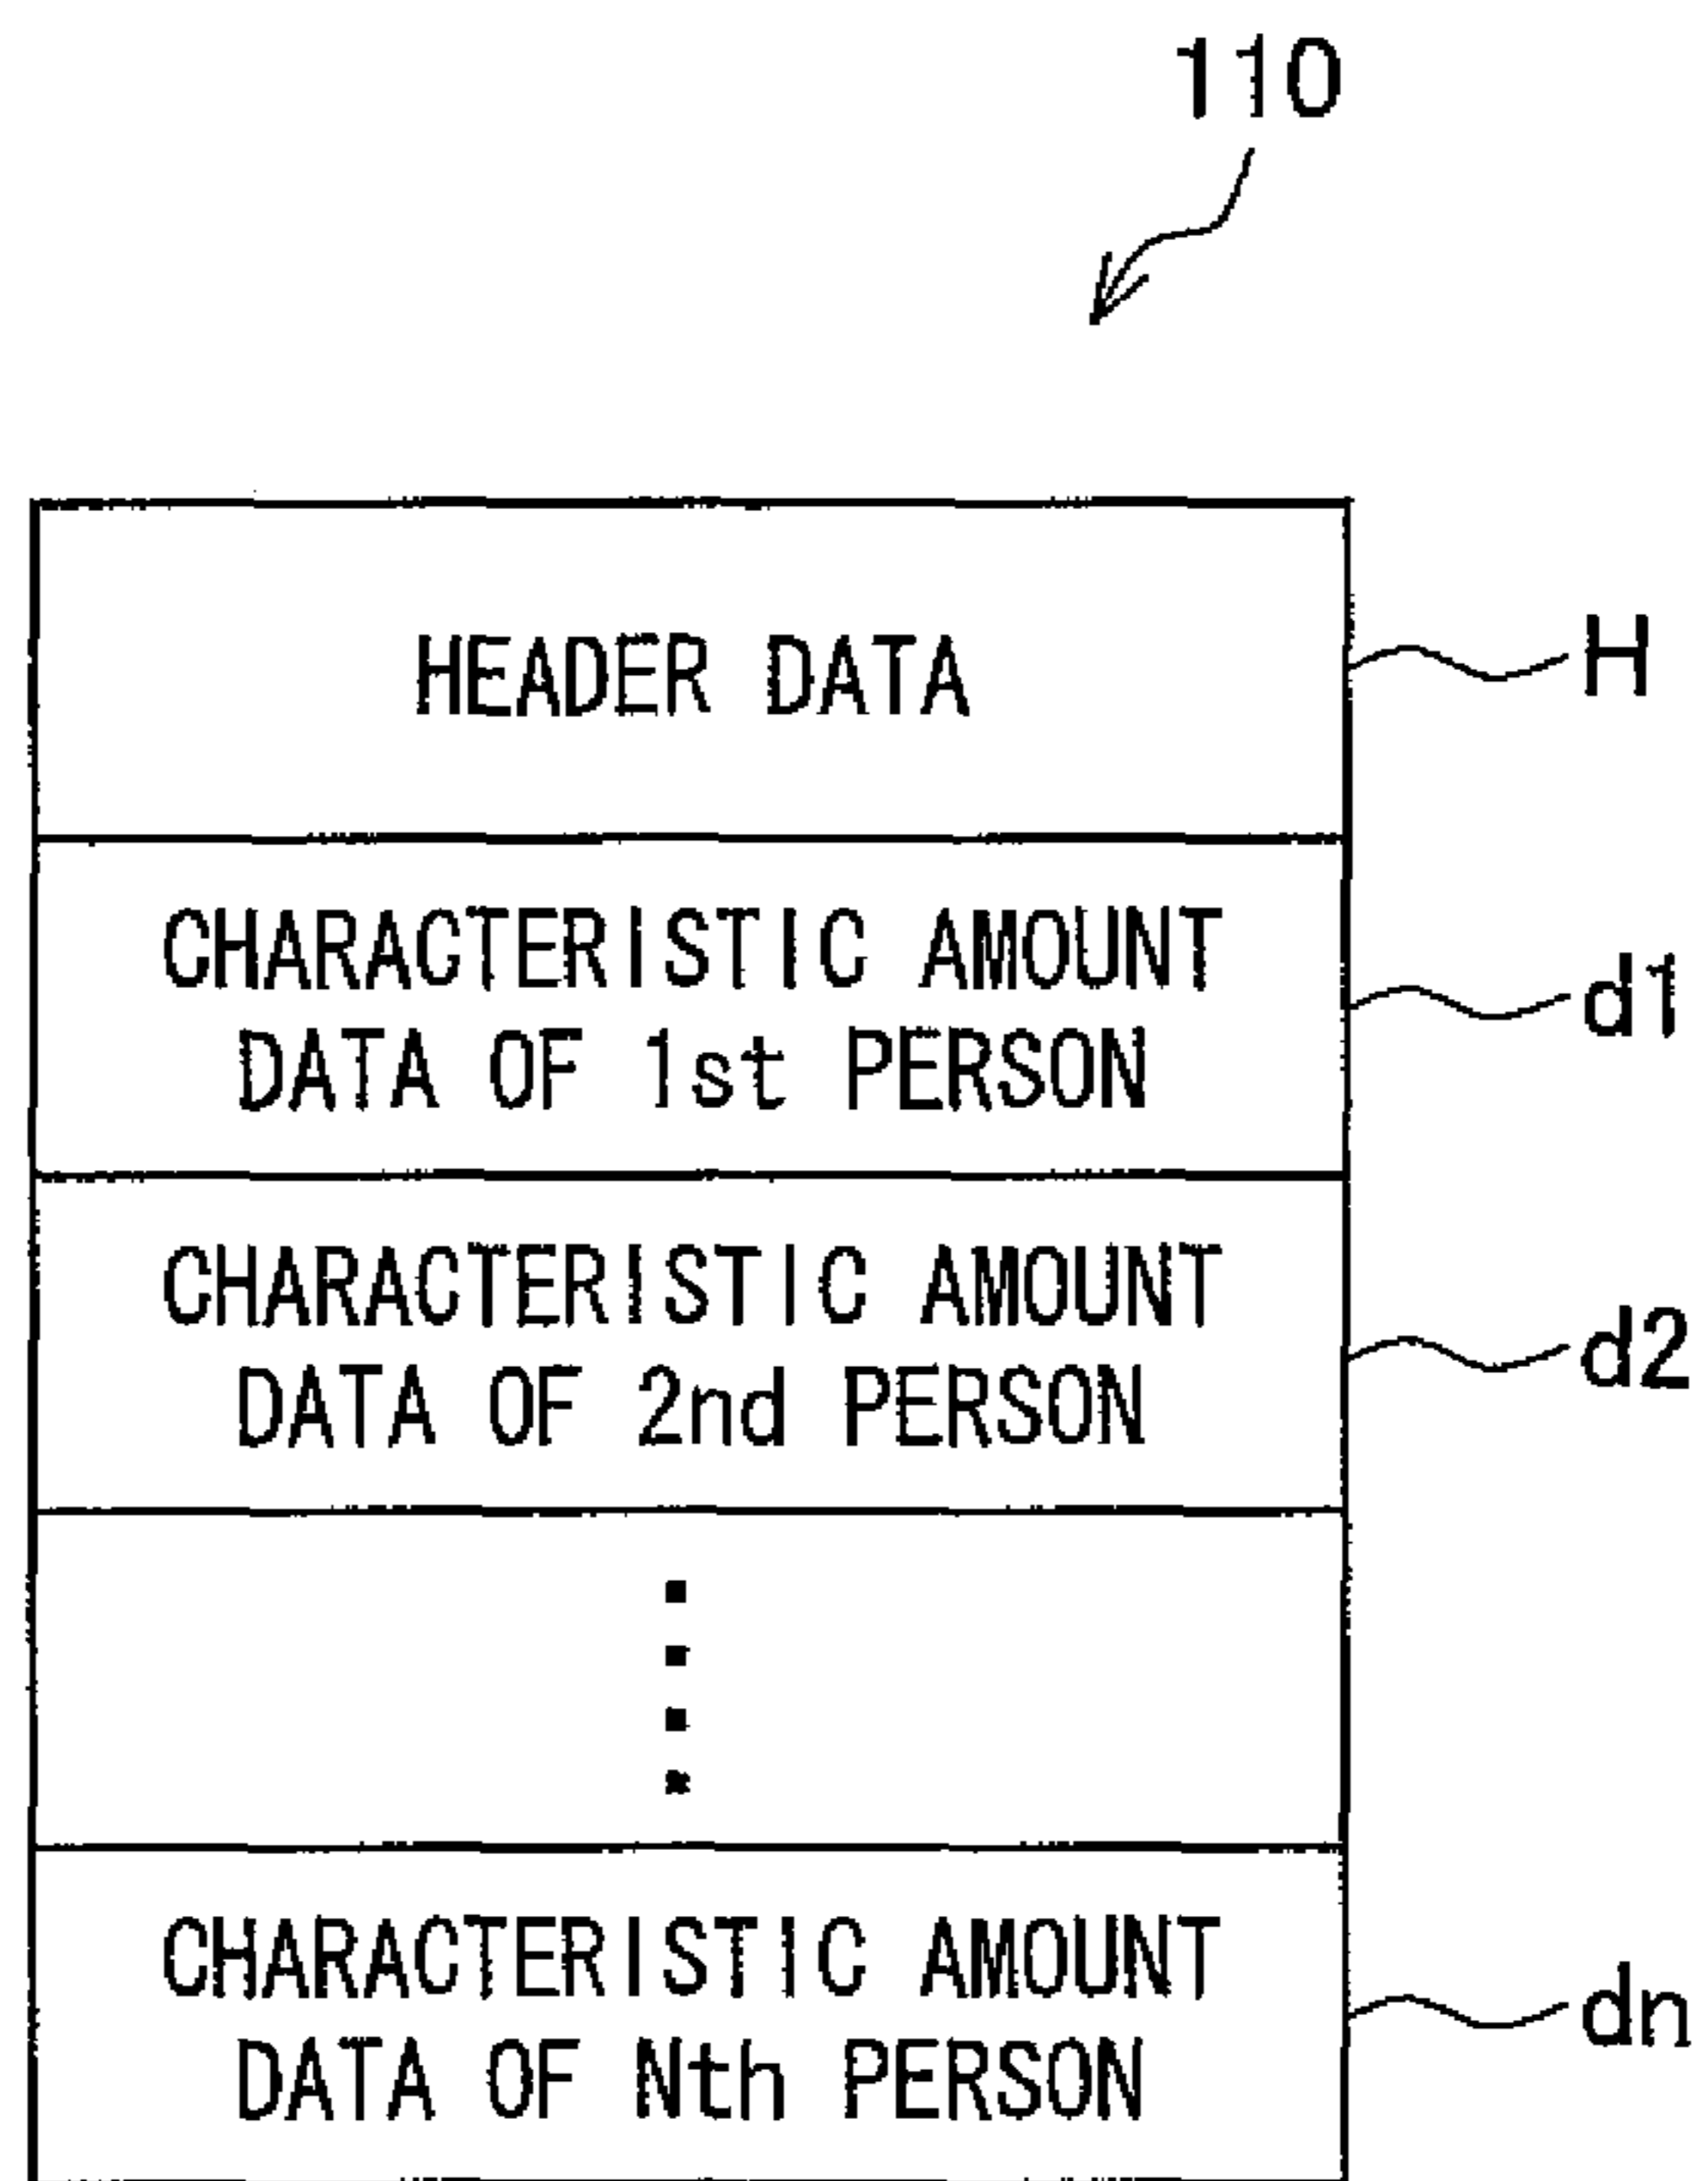 110
HEADER DATA
H
CHARACTERISTIC AMOUNT
DATA OF 1st PERSON
d1
CHARACTERISTIC AMOUNT
DATA OF 2nd PERSON
d2
CHARACTERISTIC AMOUNT
DATA OF Nth PERSON
dn